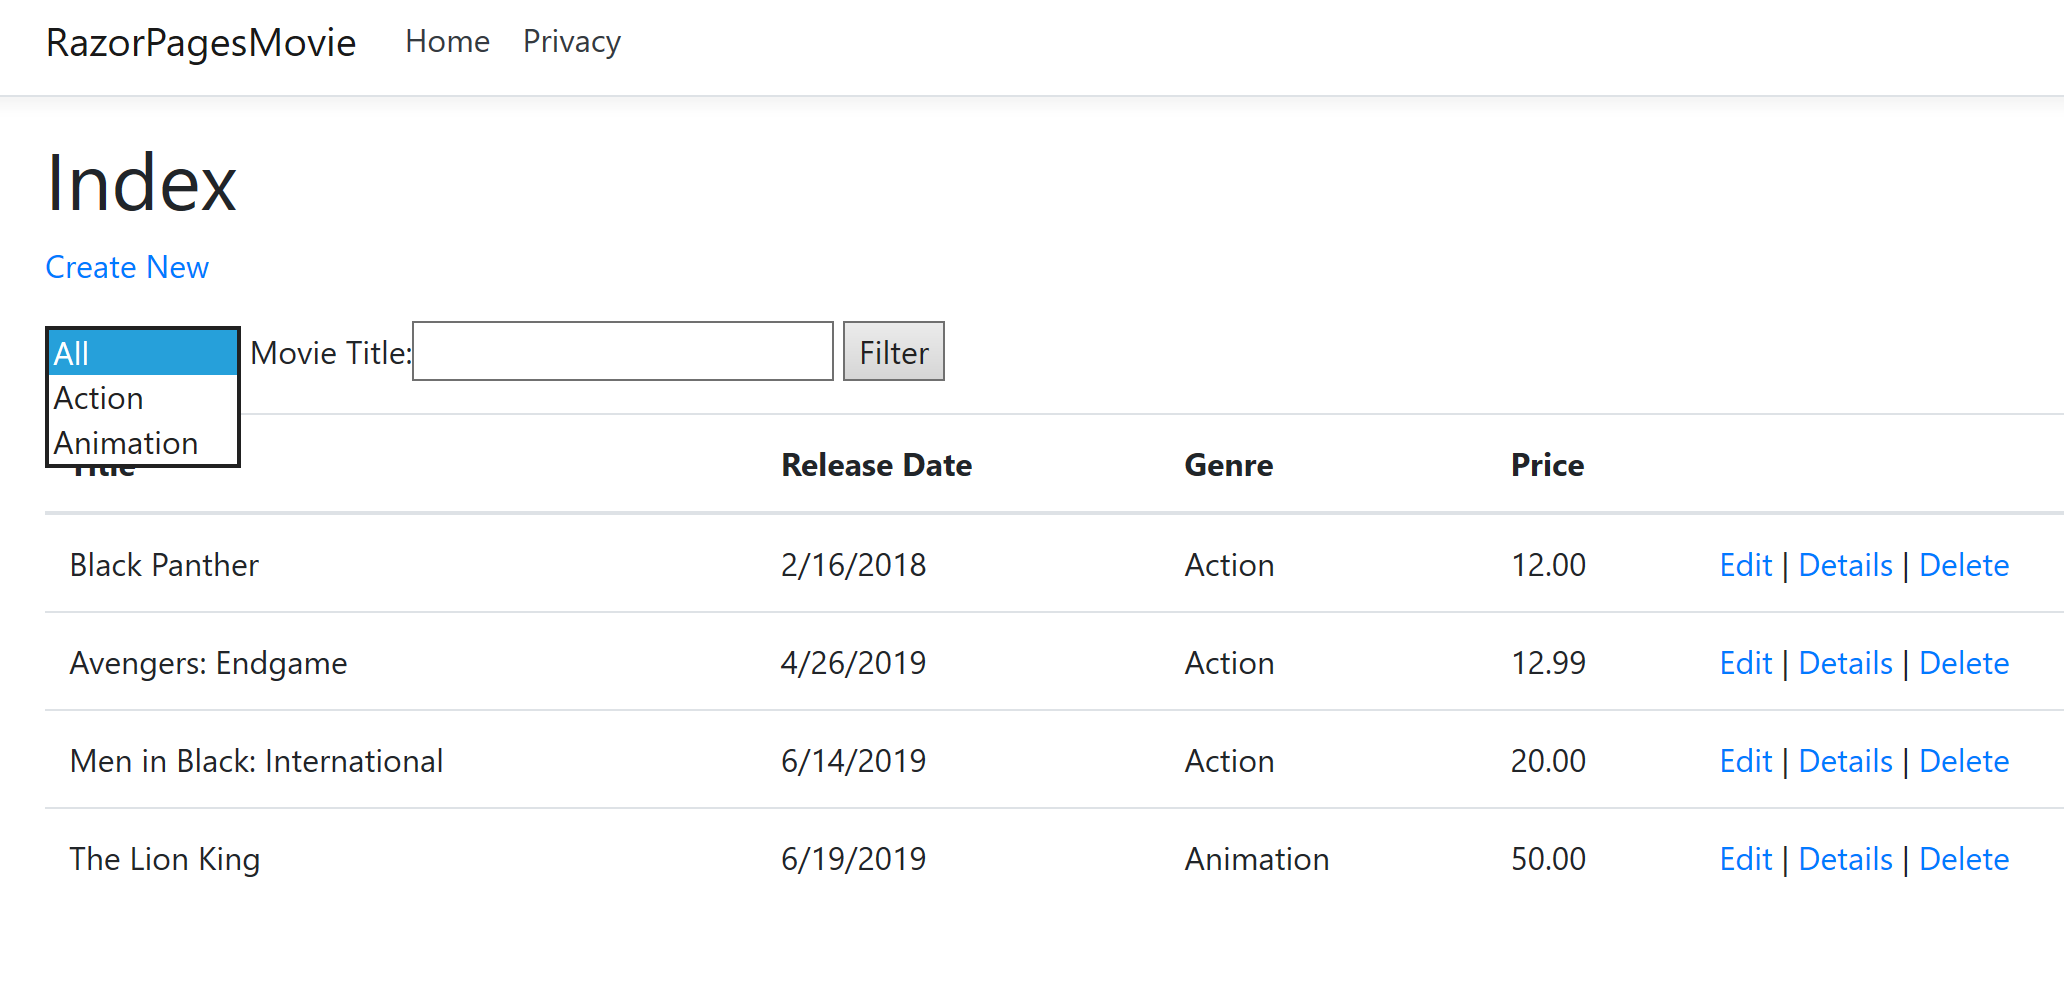 RazorPagesMovie Home Privacy
Index
Create New
All Movie Title: Filter
Action
Animation
Title Release Date Genre Price
Black Panther 2/16/2018 Action 12.00 Edit | Details | Delete
Avengers: Endgame 4/26/2019 Action 12.99 Edit | Details | Delete
Men in Black: International 6/14/2019 Action 20.00 Edit | Details | Delete
The Lion King 6/19/2019 Animation 50.00 Edit | Details | Delete